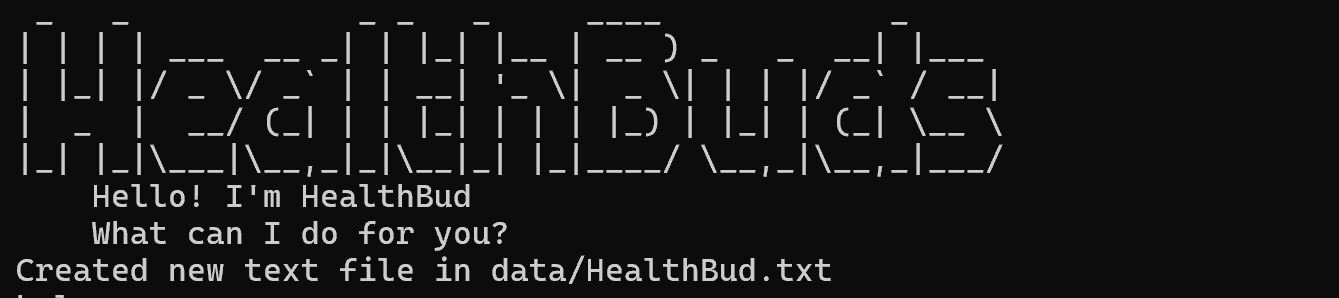 HealthBuds
Hello! I'm HealthBud
What can I do for you?
Created new text file in data/HealthBud.txt